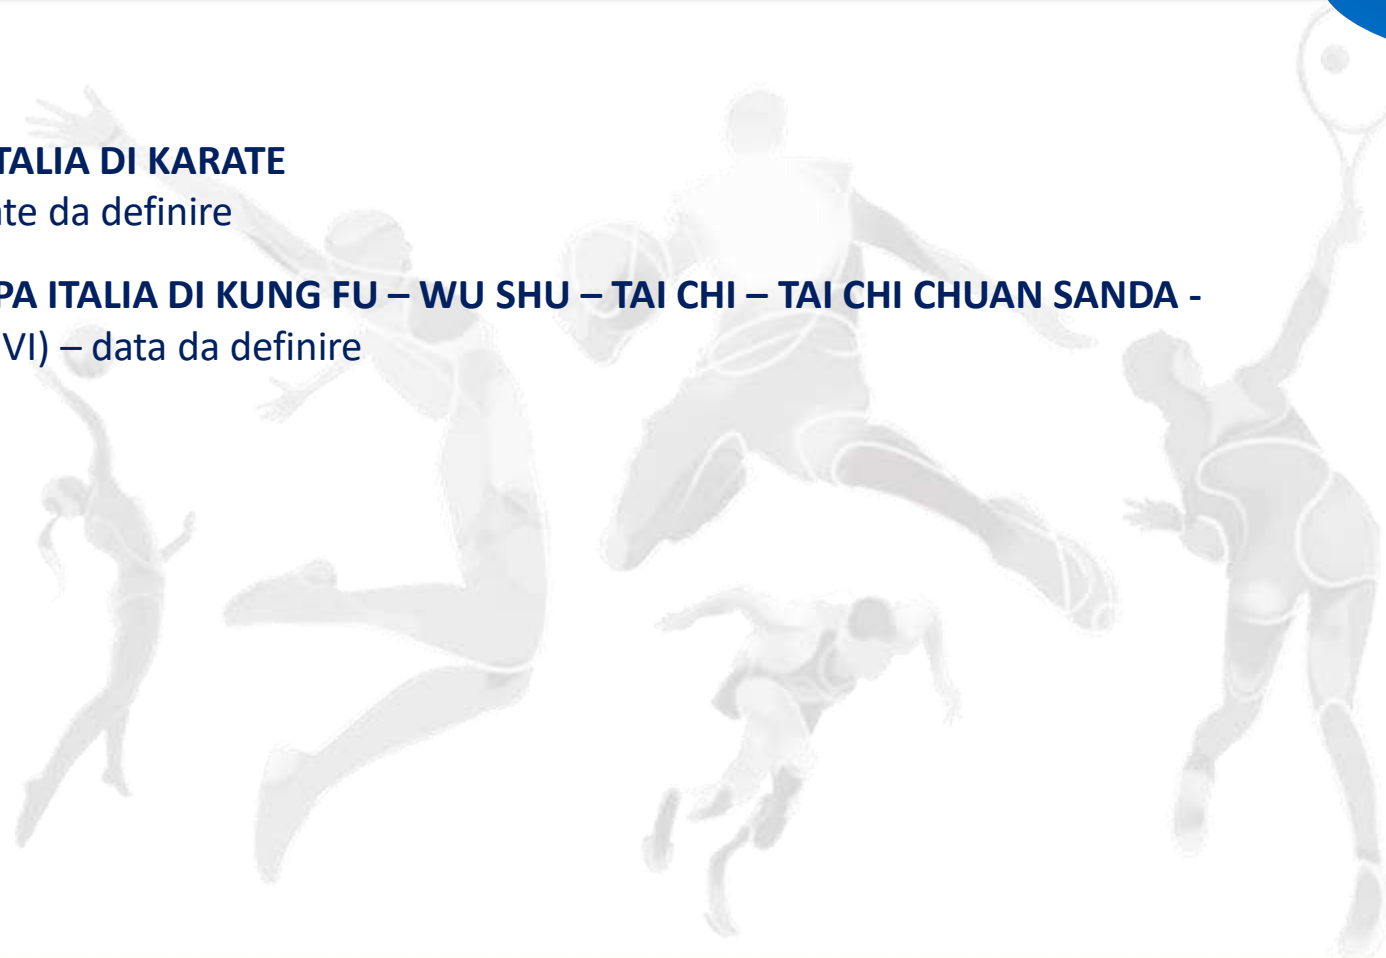 TALIA DI KARATE
te da definire
PA ITALIA DI KUNG FU – WU SHU – TAI CHI – TAI CHI CHUAN SANDA -
VI) – data da definire